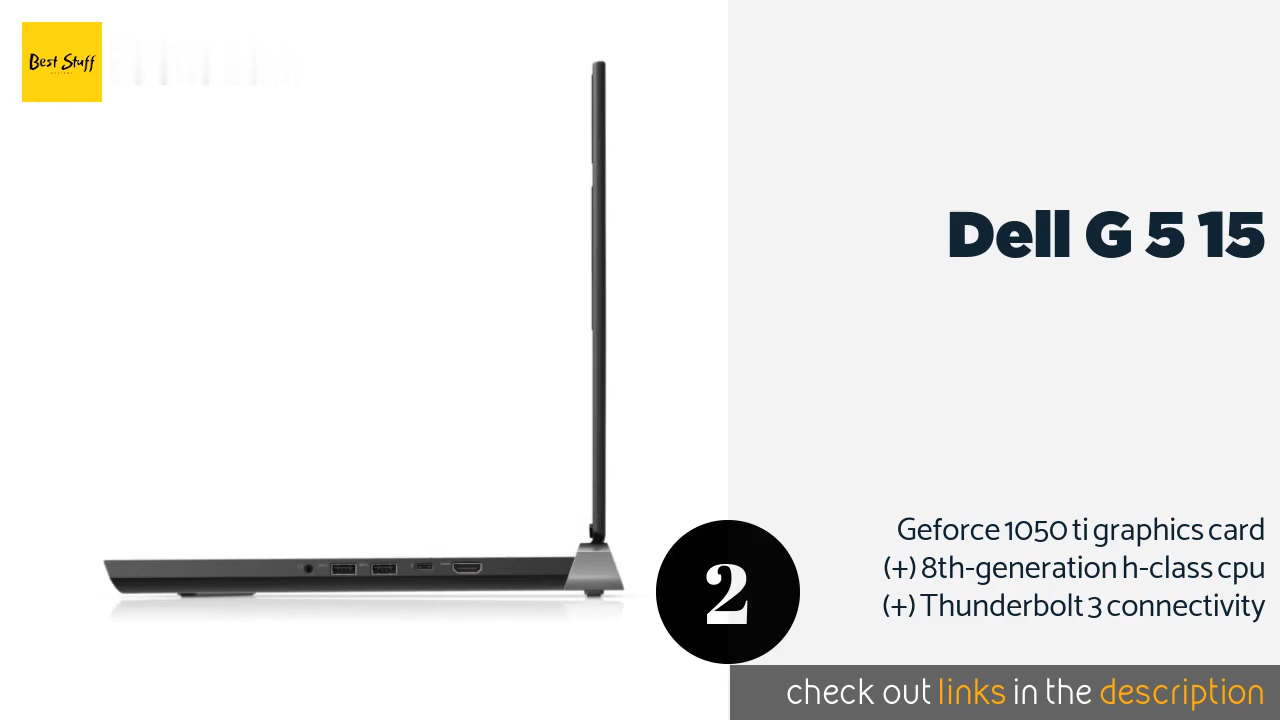 Best Stuff
Dell G 5 15
Geforce 1050 ti graphics card
(+) 8th-generation h-class cpu
(+) Thunderbolt 3 connectivity
2
check out links in the description